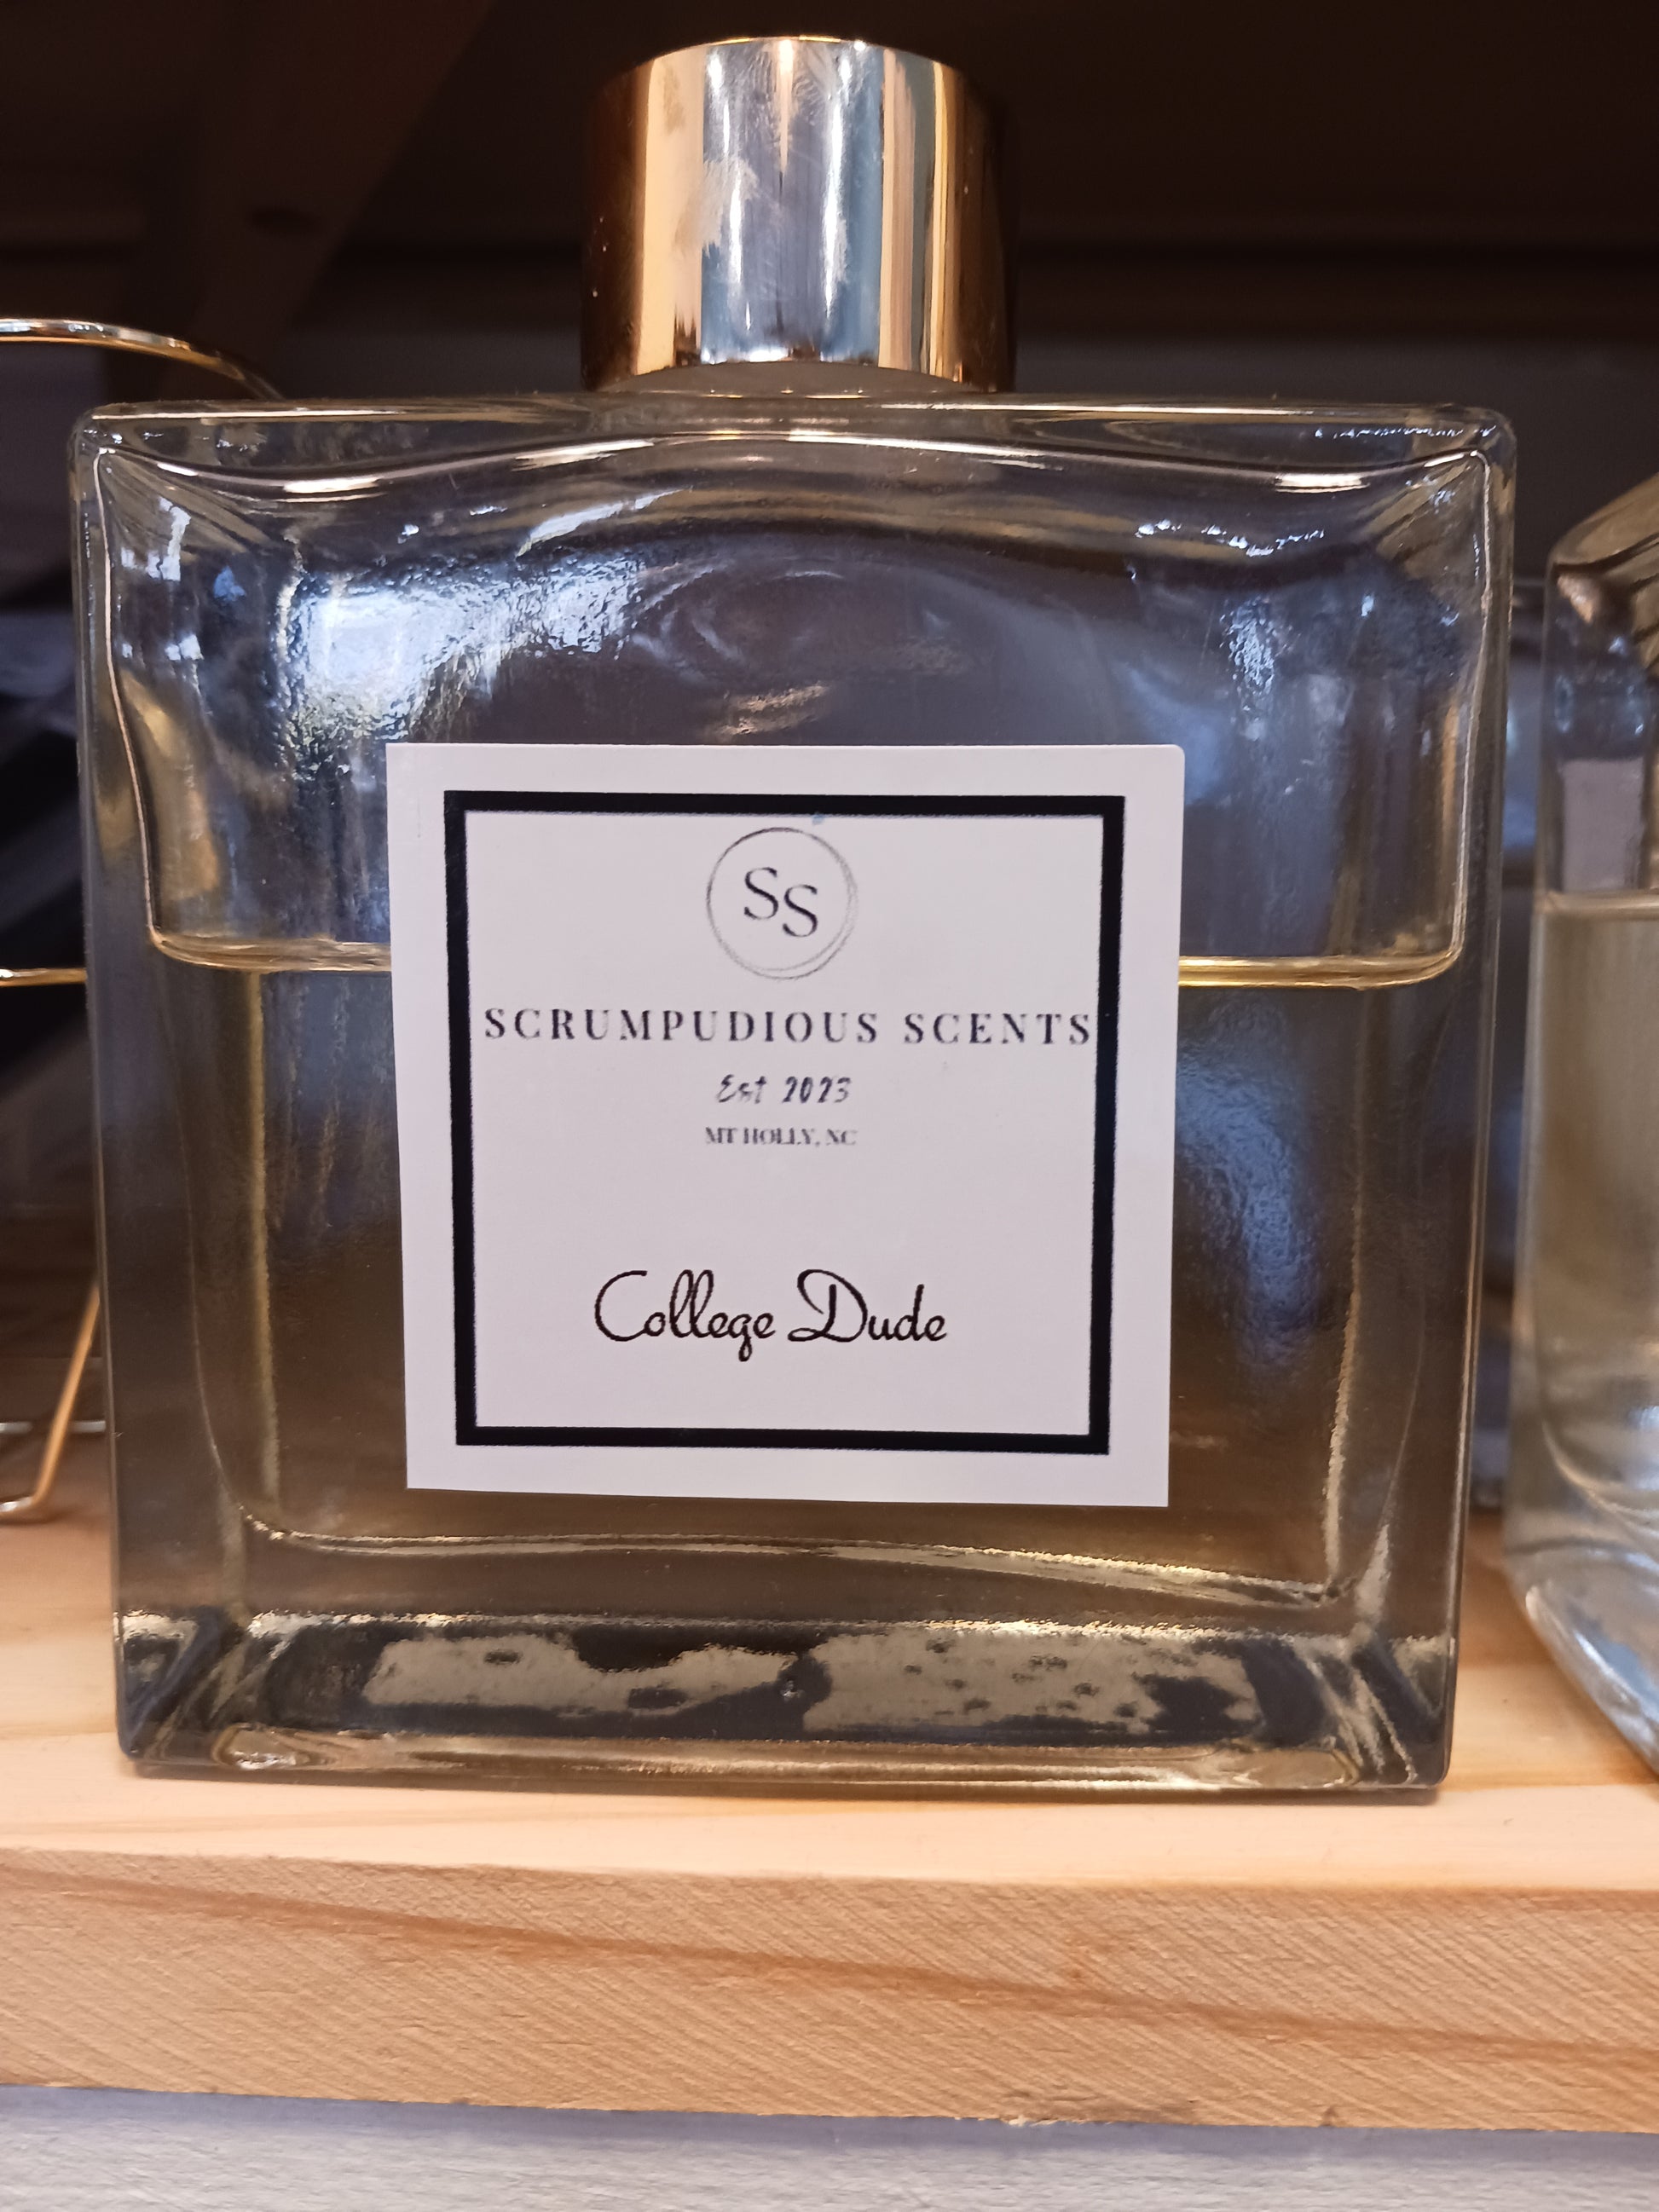 SS
SCRUMPUDIOUS SCENTS
Est 2023
MT HOLLY, NC
College Dude